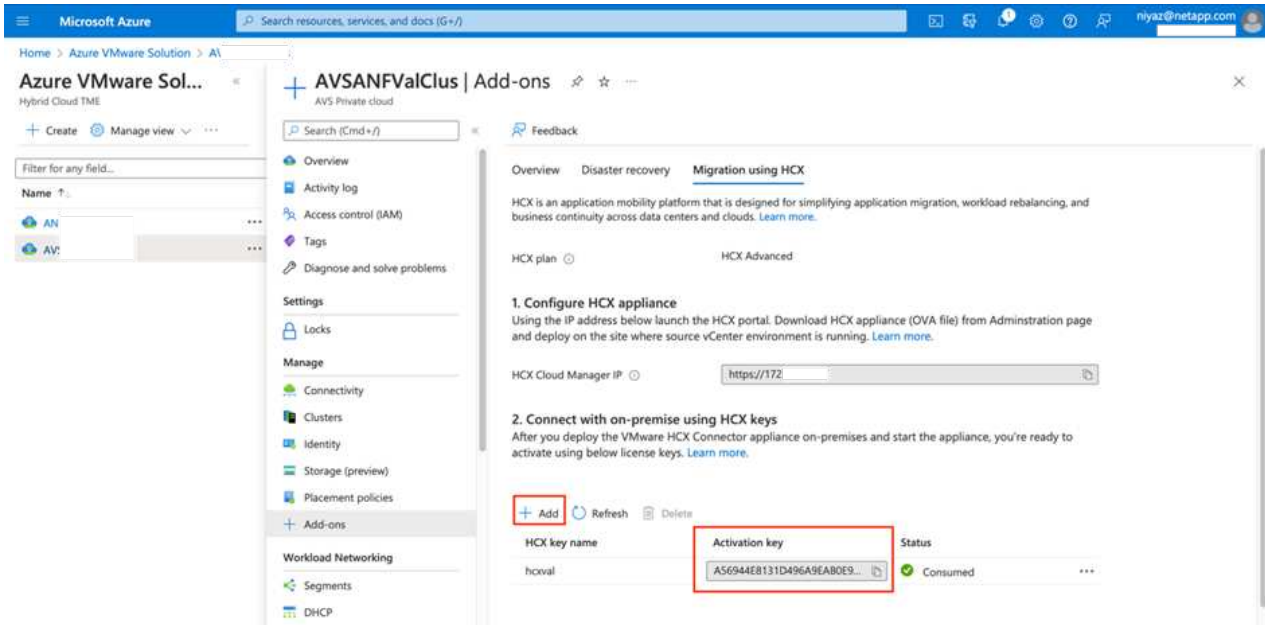 Microsoft Azure
Search resources, services, and docs (G+/)
1
niyaz@netapp.com
Home > Azure VMware Solution > AV
Azure VMware Sol...
Hybrid Cloud TME
+ Create Manage view ...
Filter for any field...
Name ↑
AN ...
AVS ...
AVSANFValClus | Add-ons ...
AVS Private cloud
Search (Cmd+/)
Overview
Activity log
Access control (IAM)
Tags
Diagnose and solve problems
Settings
Locks
Manage
Connectivity
Clusters
Identity
Storage (preview)
Placement policies
Add-ons
Workload Networking
Segments
DHCP
Feedback
Overview Disaster recovery Migration using HCX
HCX is an application mobility platform that is designed for simplifying application migration, workload rebalancing, and
business continuity across data centers and clouds. Learn more.
HCX plan HCX Advanced
1. Configure HCX appliance
Using the IP address below launch the HCX portal. Download HCX appliance (OVA file) from Adminstration page
and deploy on the site where source vCenter environment is running. Learn more.
HCX Cloud Manager IP https://172
2. Connect with on-premise using HCX keys
After you deploy the VMware HCX Connector appliance on-premises and start the appliance, you're ready to
activate using below license keys. Learn more.
+ Add Refresh Delete
HCX key name Activation key Status
hcxval A56944E8131D496A9EAB0E9... Consumed ...